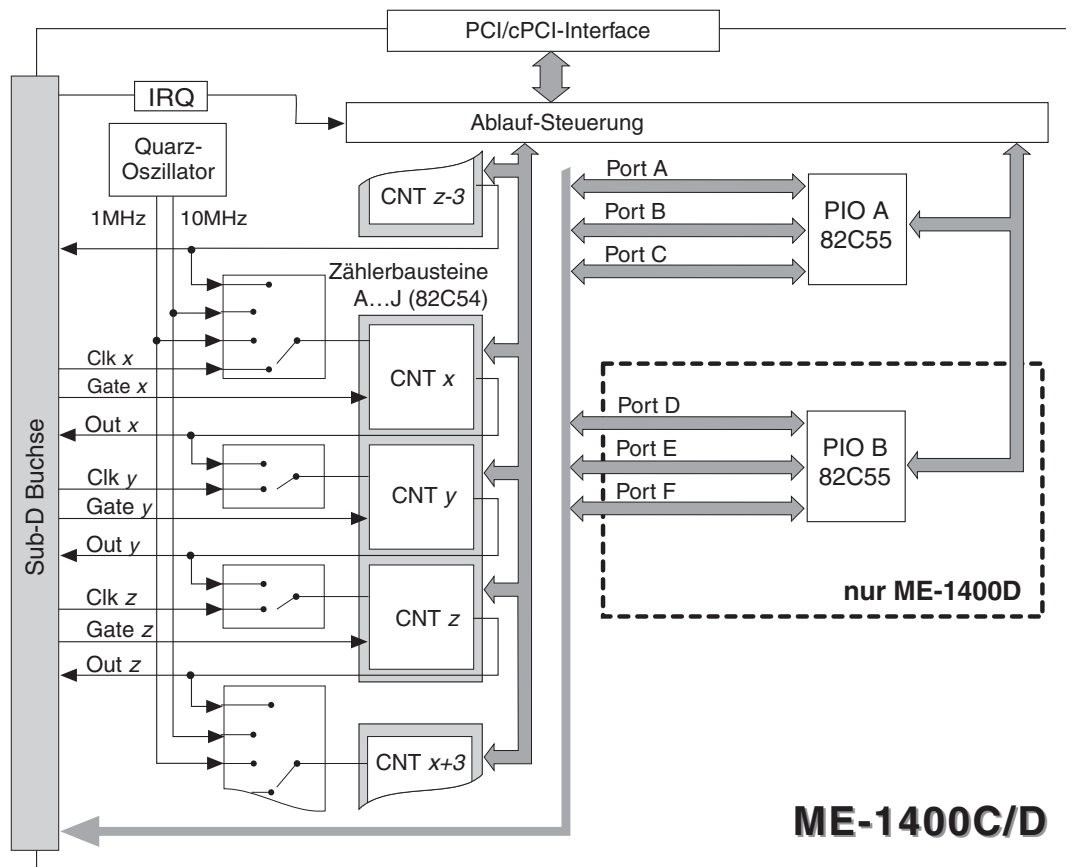 PCI/cPCI-Interface
IRQ
Ablauf-Steuerung
Quarz-
Oszillator
1MHz
10MHz
CNT z-3
Port A
Port B
Port C
PIO A
82C55
Zählerbausteine
A...J (82C54)
Clk x
Gate x
CNT x
Out x
Clk y
Gate y
CNT y
Out y
Clk z
Gate z
CNT z
Out z
CNT x+3
Port D
Port E
Port F
PIO B
82C55
nur ME-1400D
Sub-D Buchse
ME-1400C/D